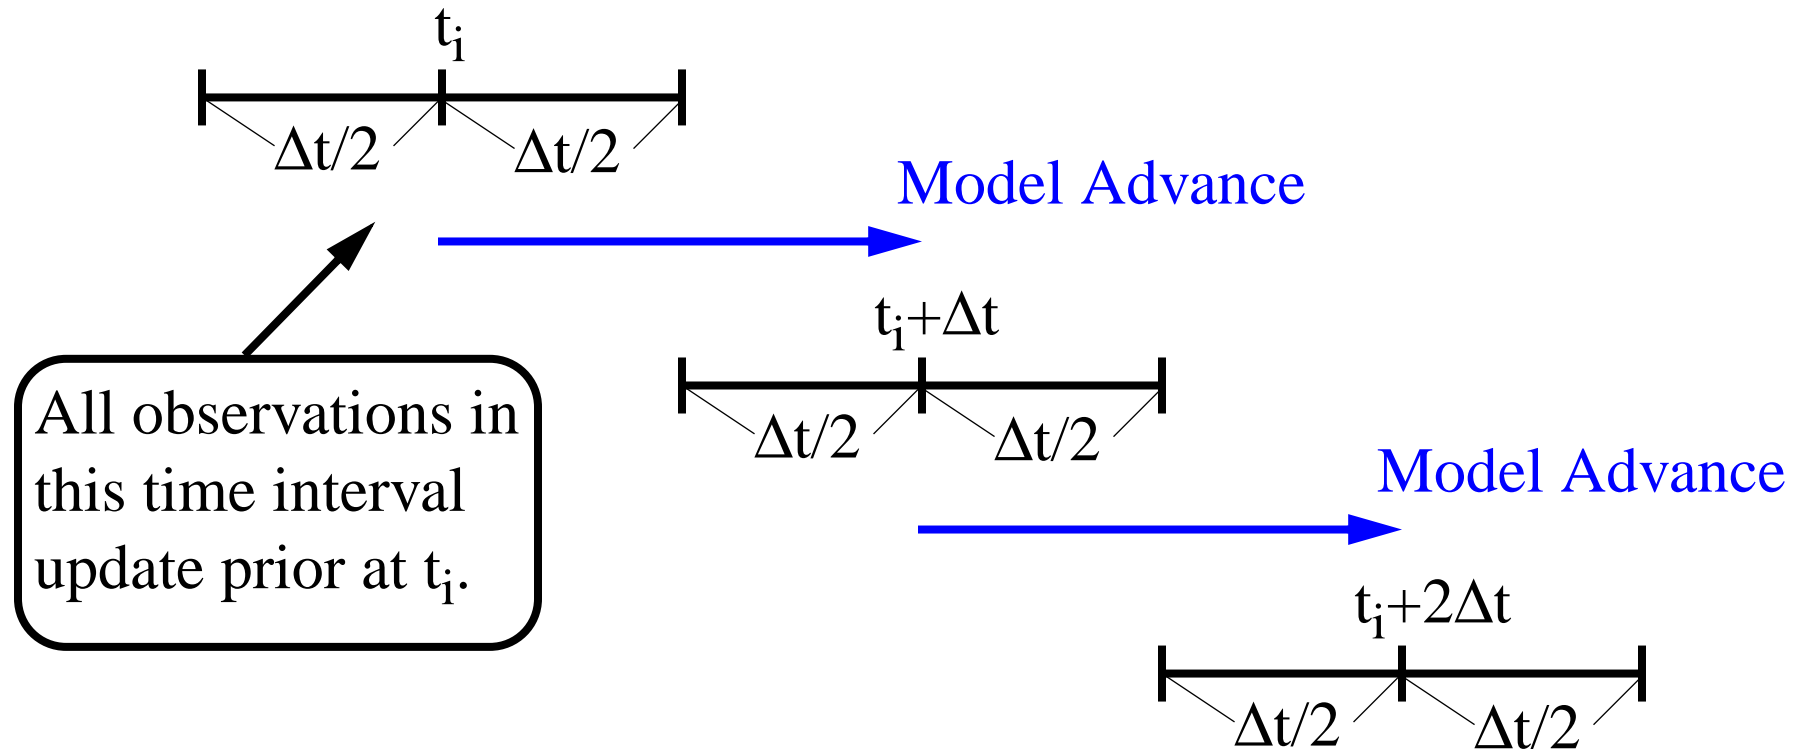 tᵢ
Δt/2 Δt/2
Model Advance
tᵢ+Δt
All observations in
this time interval
update prior at tᵢ.
Δt/2 Δt/2
Model Advance
tᵢ+2Δt
Δt/2 Δt/2